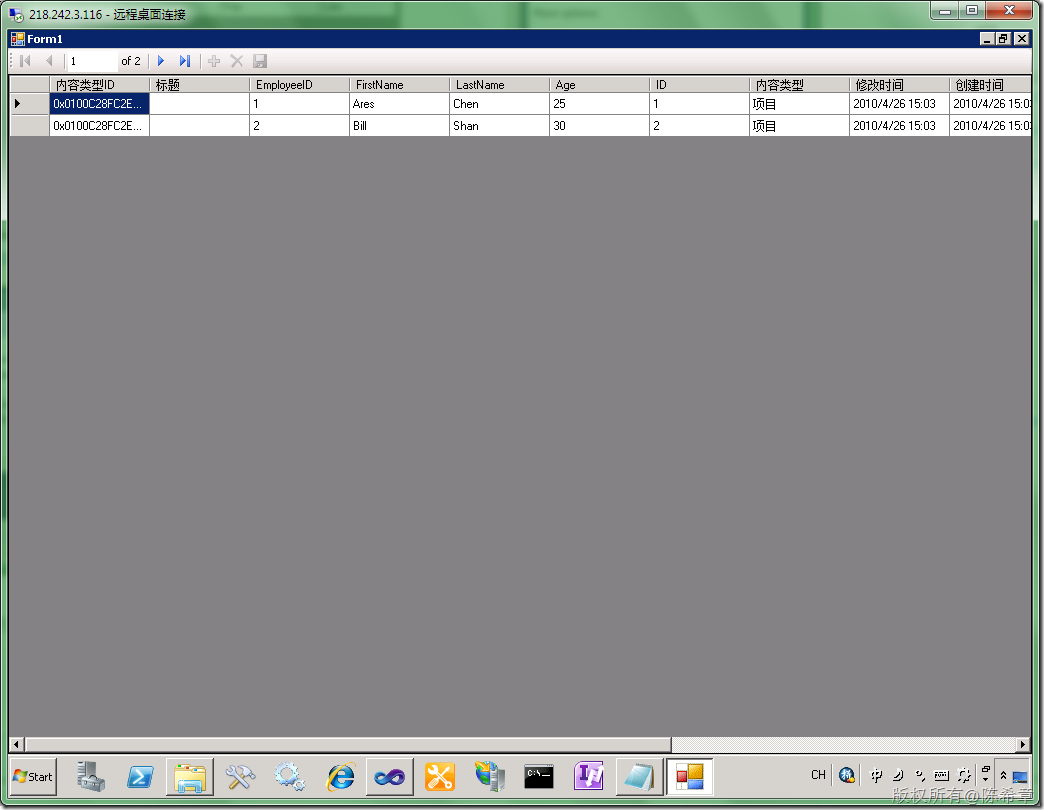 218.242.3.116 - 远程桌面连接
Form1
1 of 2
内容类型ID 标题 EmployeeID FirstName LastName Age ID 内容类型 修改时间 创建时间
0x0100C28FC2E... 1 Ares Chen 25 1 项目 2010/4/26 15:03 2010/4/26 15:03
0x0100C28FC2E... 2 Bill Shan 30 2 项目 2010/4/26 15:03 2010/4/26 15:03
Start C:\ CH 中
版权所有@陈希章